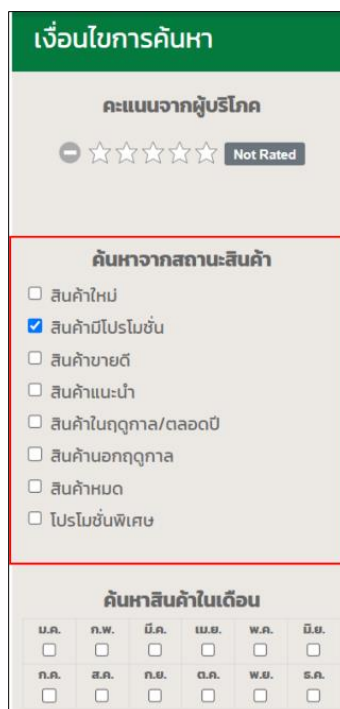 เงื่อนไขการค้นหา
คะแนนจากผู้บริโภค
Not Rated
ค้นหาจากสถานะสินค้า
สินค้าใหม่
สินค้ามีโปรโมชั่น
สินค้าขายดี
สินค้าแนะนำ
สินค้าในฤดูกาล/ตลอดปี
สินค้านอกฤดูกาล
สินค้าหมด
โปรโมชั่นพิเศษ
ค้นหาสินค้าในเดือน
ม.ค. ก.พ. มี.ค. เม.ย. พ.ค. มิ.ย.
ก.ค. ส.ค. ก.ย. ต.ค. พ.ย. ธ.ค.